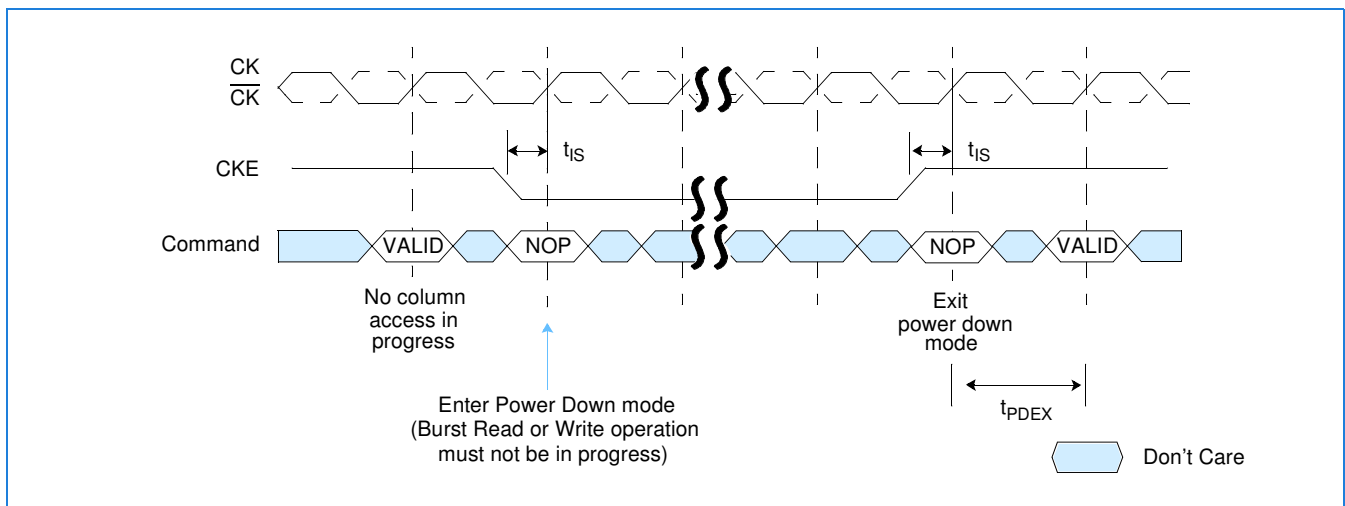 CK
CK
t_IS
t_IS
CKE
Command
VALID
NOP
NOP
VALID
No column
access in
progress
Exit
power down
mode
Enter Power Down mode
(Burst Read or Write operation
must not be in progress)
t_PDEX
Don't Care